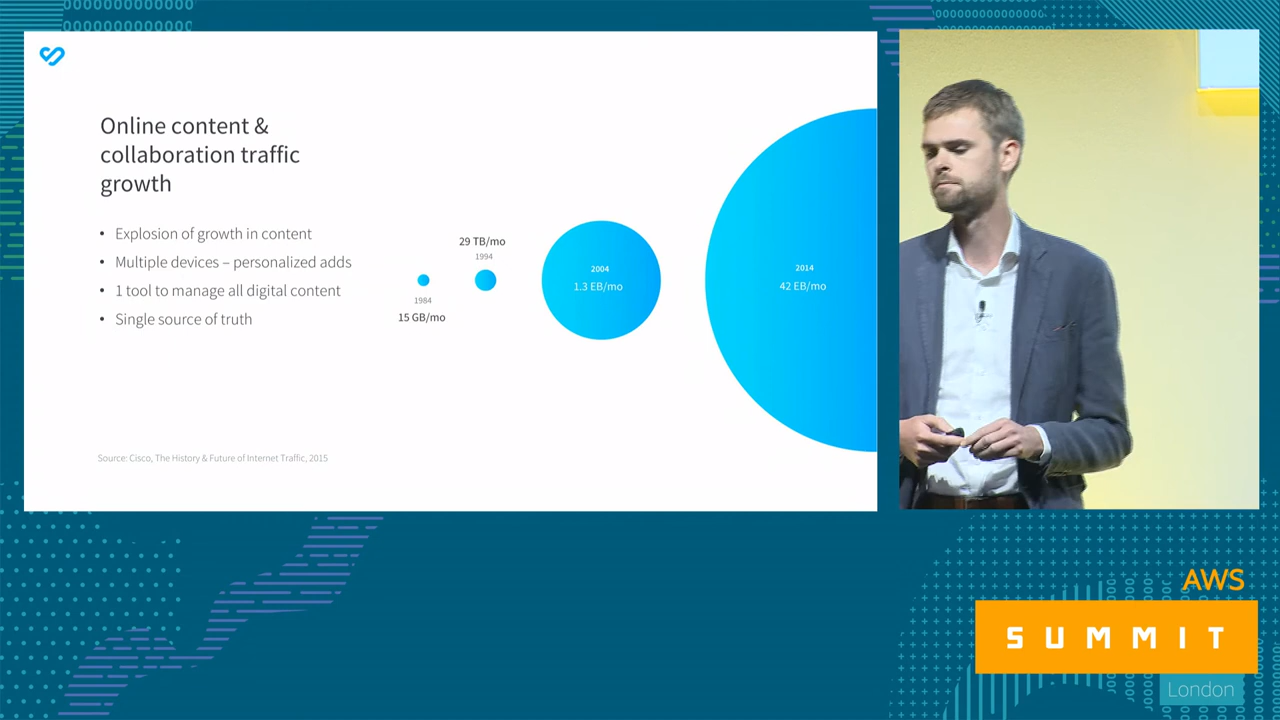 Online content &
collaboration traffic
growth
• Explosion of growth in content
• Multiple devices – personalized adds
• 1 tool to manage all digital content
• Single source of truth
1984
15 GB/mo
29 TB/mo
1994
2004
1.3 EB/mo
2014
42 EB/mo
Source: Cisco, The History & Future of Internet Traffic, 2015
AWS
SUMMIT
London